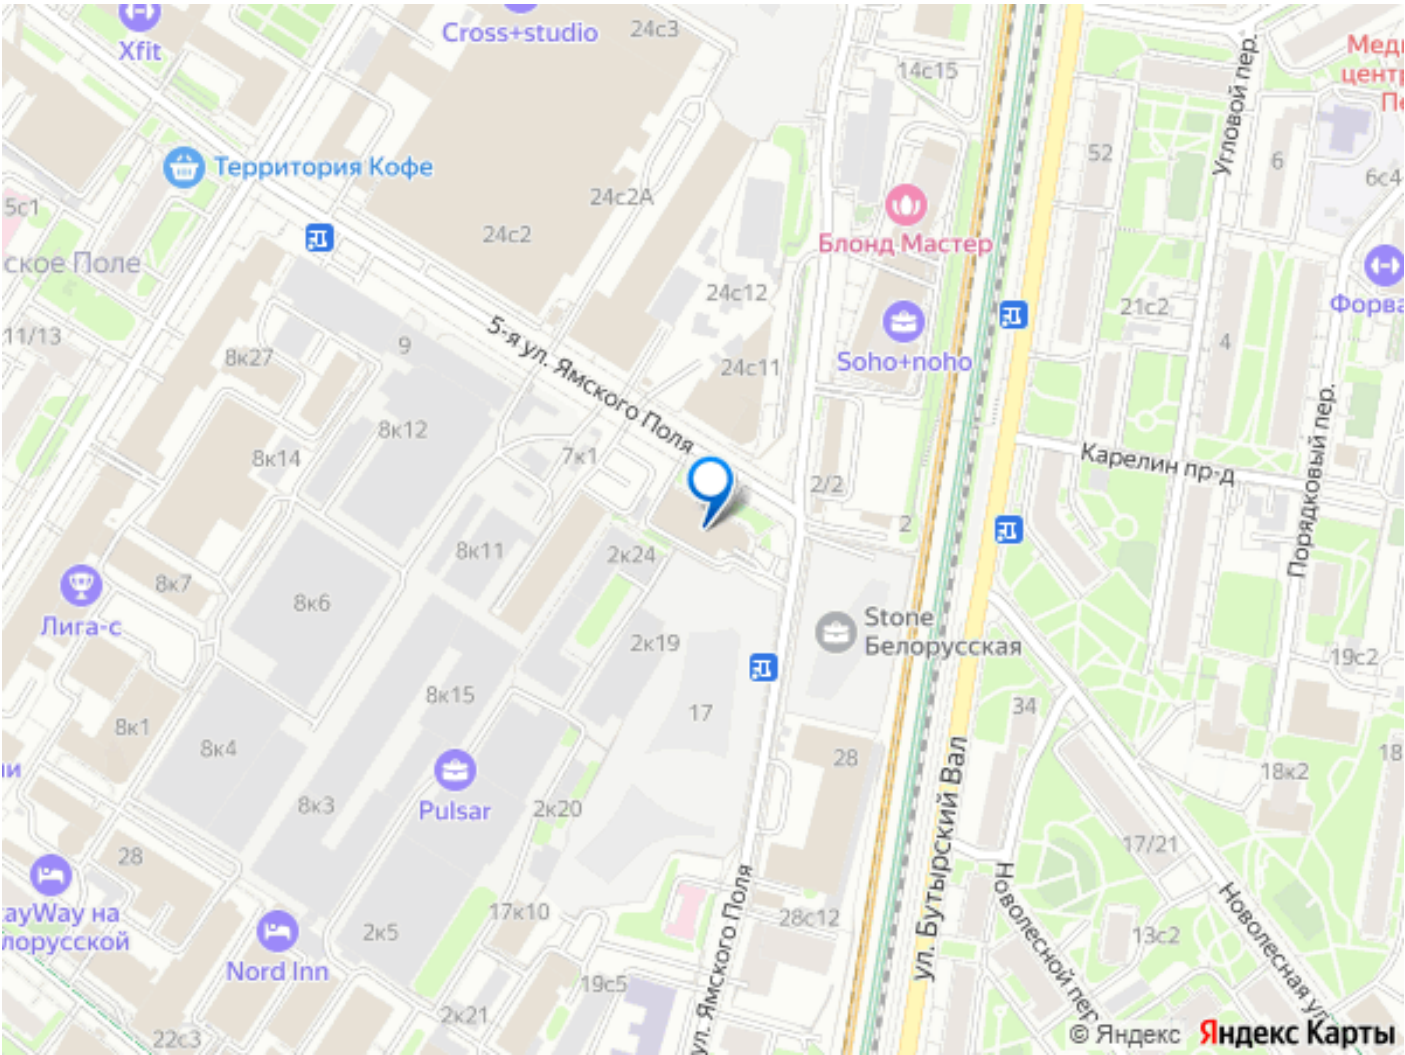 Xfit
Cross+studio
24с3
14с15
Угловой пер.
52
6
6с4
Территория Кофе
5с1
24с2А
24с2
Блонд Мастер
ское Поле
24с12
21с2
11/13
9
8к27
5-я ул. Ямского Поля
24с11
Soho+noho
4
8к12
8к14
7к1
Карелин пр-д
2/2
2
Порядковый пер.
8к11
2к24
8к7
8к6
Лига-с
Stone
Белорусская
2к19
19с2
8к15
17
34
8к1
8к4
28
18
18к2
Pulsar
8к3
2к20
ул. Бутырский Вал
17/21
28
17к10
28с12
2к5
Nord Inn
19с5
ул. Ямского Поля
Новолесной пер.
13с2
Новолесная ул.
2к21
22с3
© Яндекс
Яндекс Карты